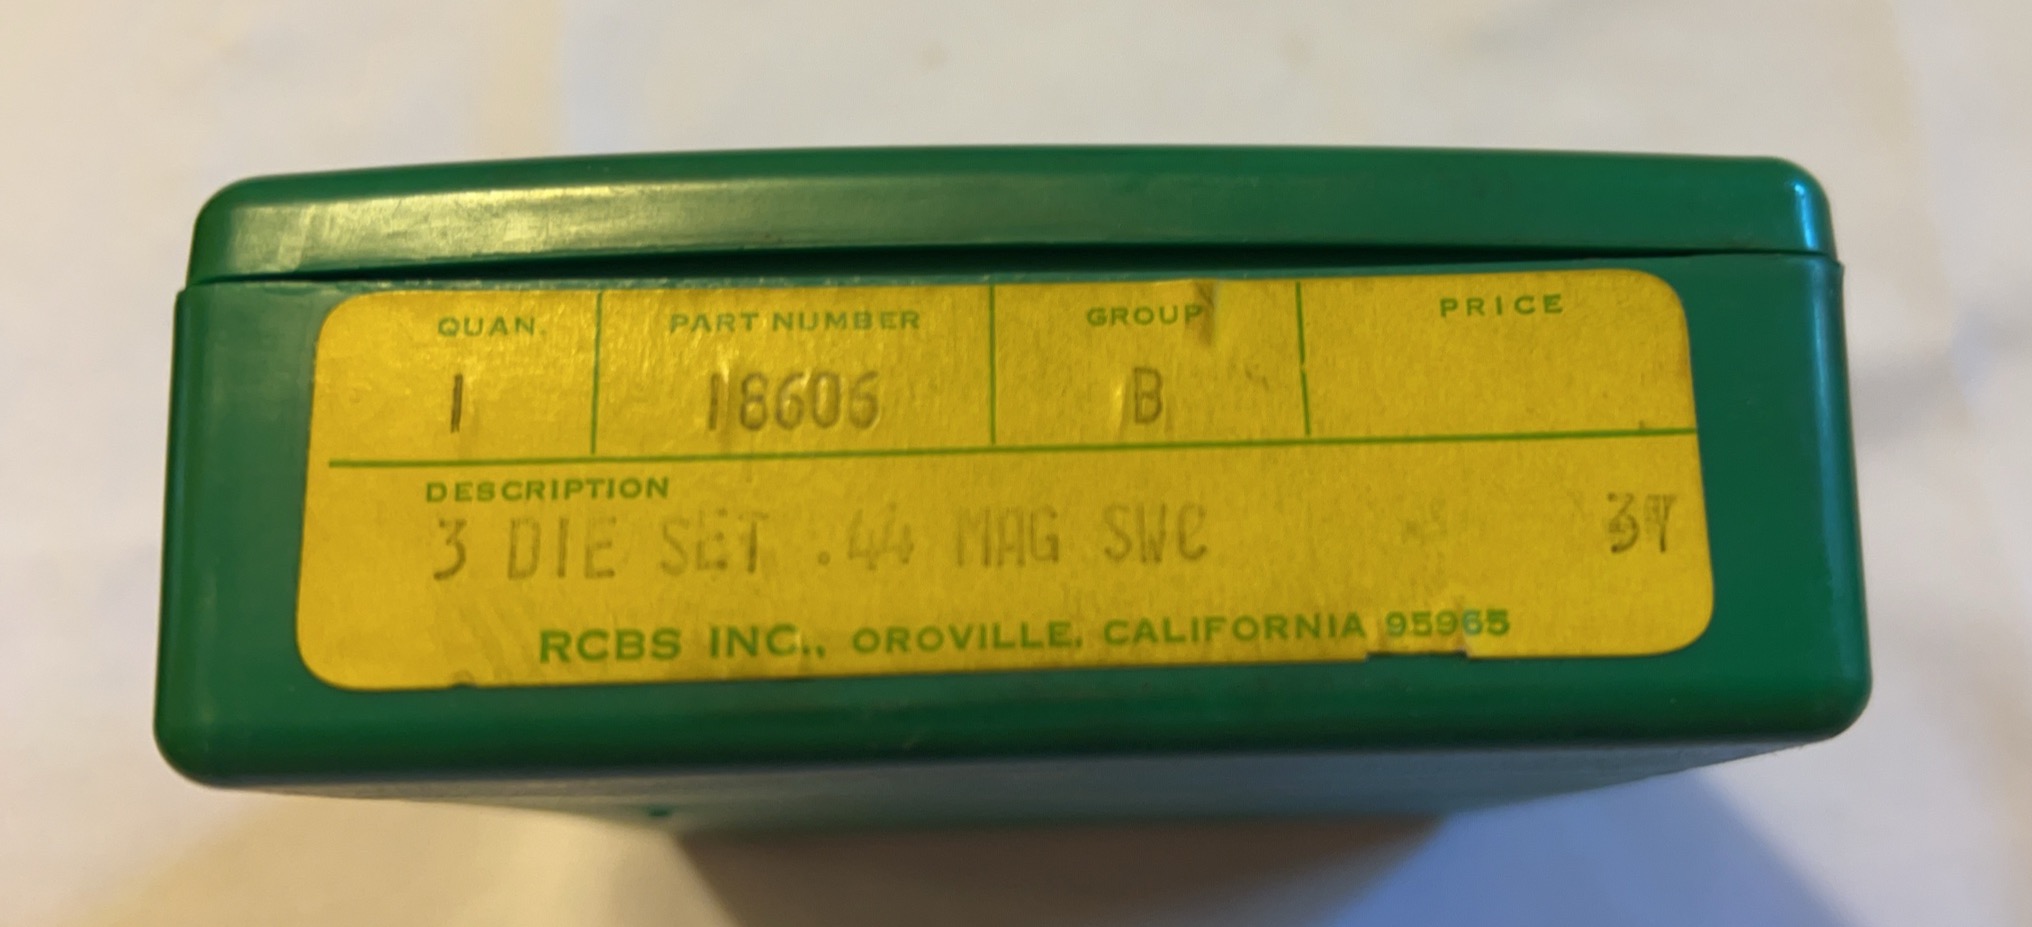 QUAN. PART NUMBER GROUP PRICE
1 18606 B
DESCRIPTION
3 DIE SET .44 MAG SWC
RCBS INC., OROVILLE, CALIFORNIA 95965